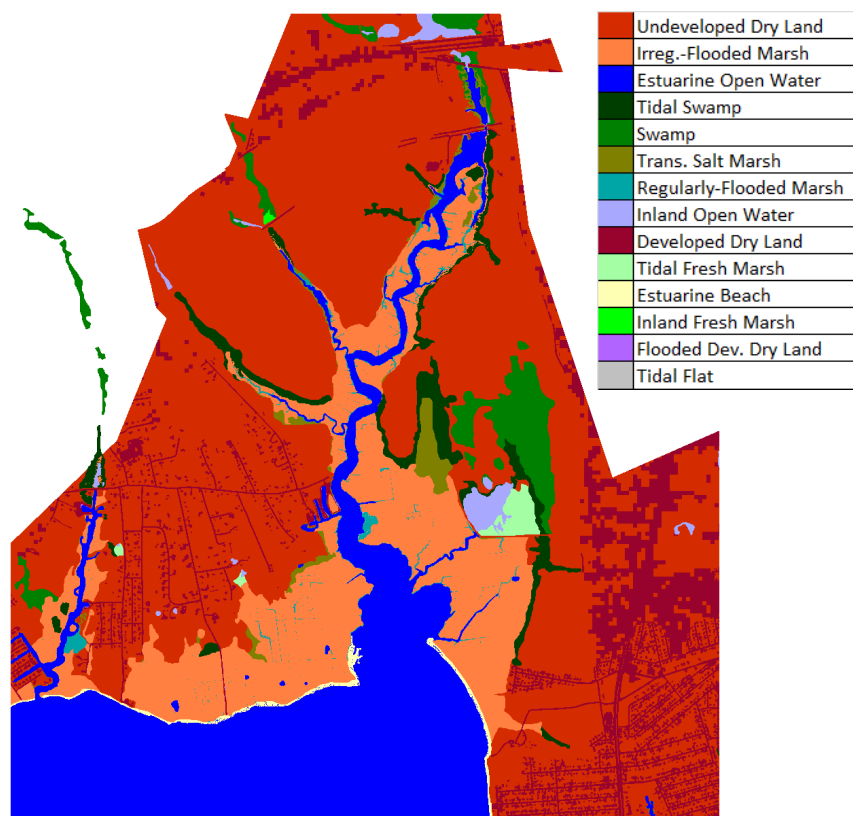 Undeveloped Dry Land
Irreg.-Flooded Marsh
Estuarine Open Water
Tidal Swamp
Swamp
Trans. Salt Marsh
Regularly-Flooded Marsh
Inland Open Water
Developed Dry Land
Tidal Fresh Marsh
Estuarine Beach
Inland Fresh Marsh
Flooded Dev. Dry Land
Tidal Flat